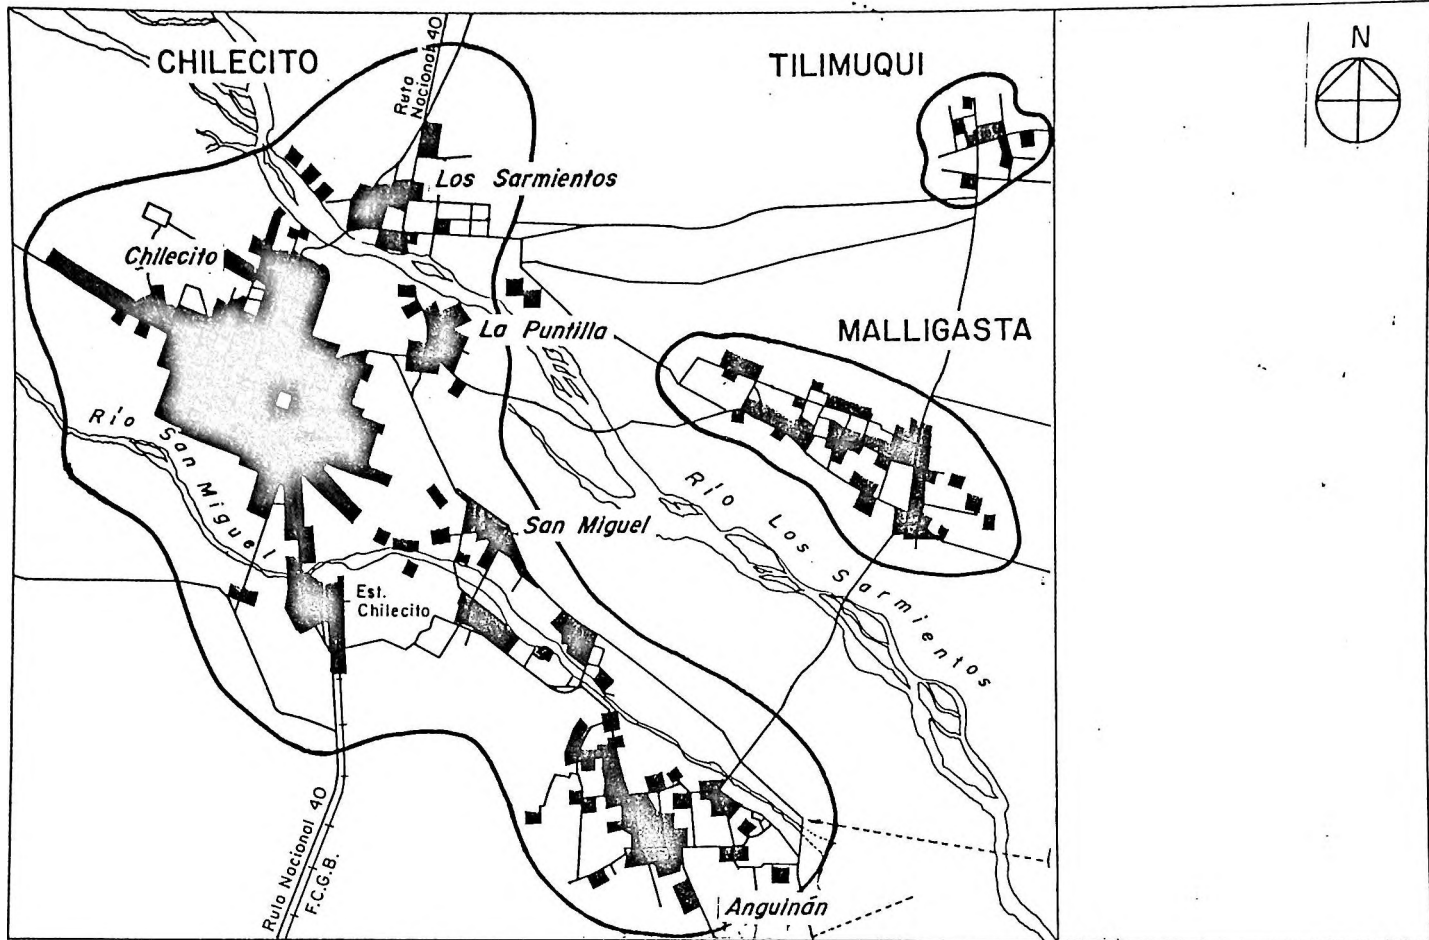 CHILECITO
Ruta
Nacional 40
TILIMUQUI
N
Los Sarmientos
Chilecito
La Puntilla
MALLIGASTA
Río San Miguel
San Miguel
Río Los Sarmientos
Est.
Chilecito
Ruta Nacional 40
F.C.G.B.
Anguinán